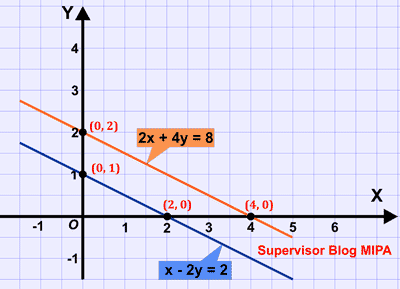 Y
4
3
2
(0, 2)
2x + 4y = 8
1
(0, 1)
(2, 0)
(4, 0)
X
-1
O
1
2
3
4
5
6
-1
x - 2y = 2
Supervisor Blog MIPA